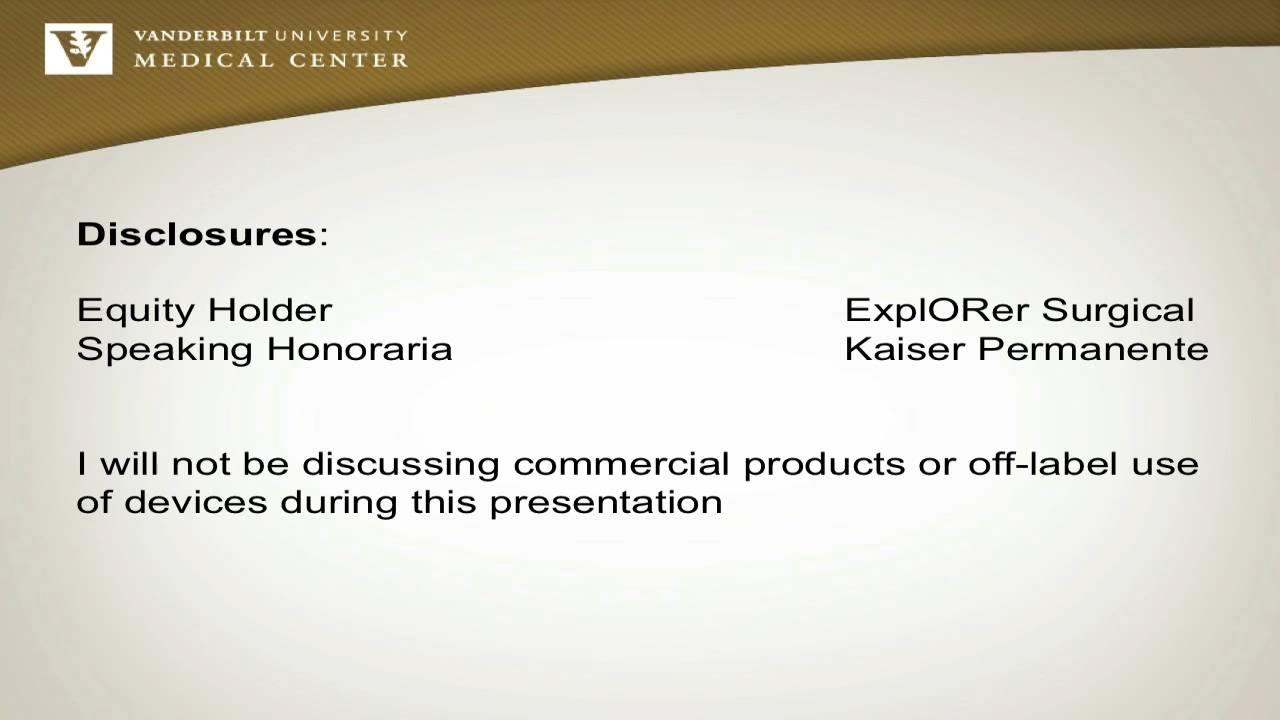 VANDERBILT UNIVERSITY
MEDICAL CENTER
Disclosures:
Equity Holder ExplORer Surgical
Speaking Honoraria Kaiser Permanente
I will not be discussing commercial products or off-label use
of devices during this presentation